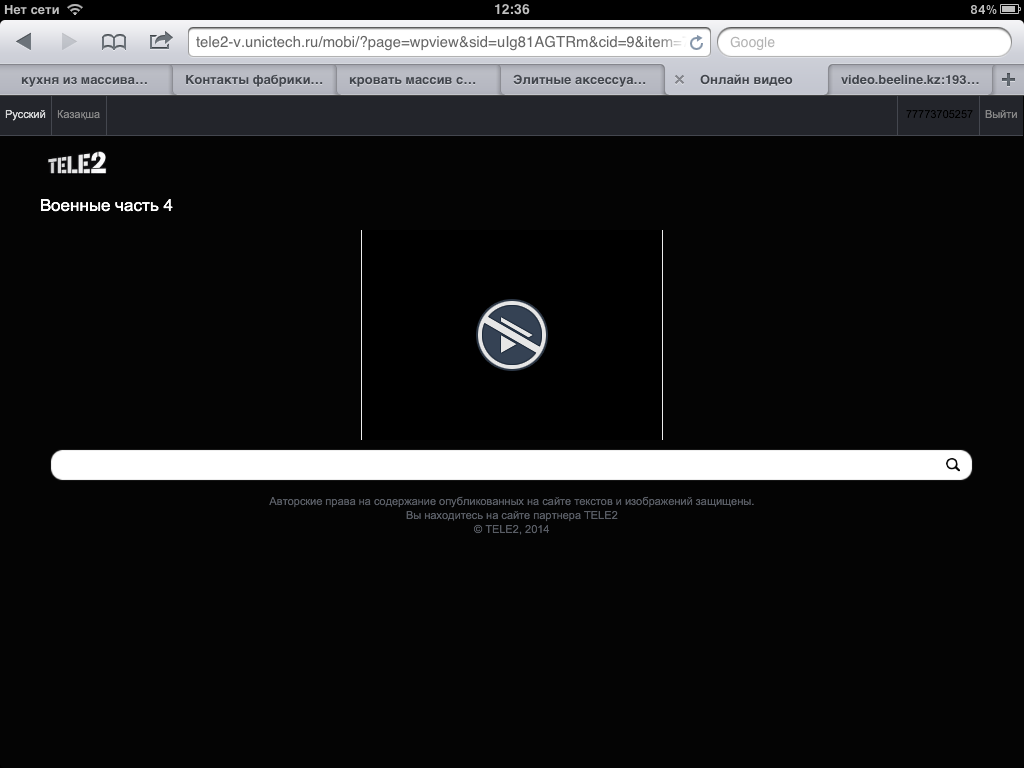 Нет сети 12:36 84%
tele2-v.unictech.ru/mobi/?page=wpview&sid=uIg81AGTRm&cid=9&item= Google
кухня из массива... Контакты фабрики... кровать массив с... Элитные аксессуа... Онлайн видео video.beeline.kz:193...
Русский Казақша 77773705257 Выйти
TELE2
Военные часть 4
Авторские права на содержание опубликованных на сайте текстов и изображений защищены.
Вы находитесь на сайте партнера TELE2
© TELE2, 2014